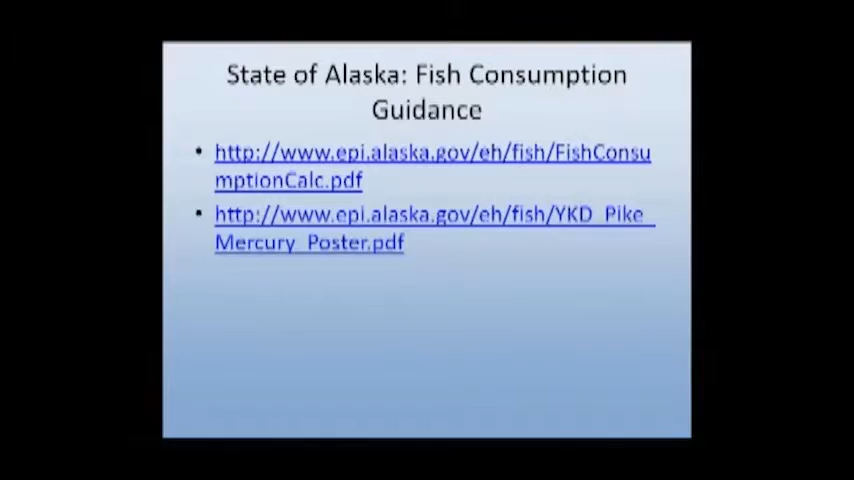 State of Alaska: Fish Consumption
Guidance
• http://www.epi.alaska.gov/eh/fish/FishConsu
mptionCalc.pdf
• http://www.epi.alaska.gov/eh/fish/YKD_Pike_
Mercury_Poster.pdf